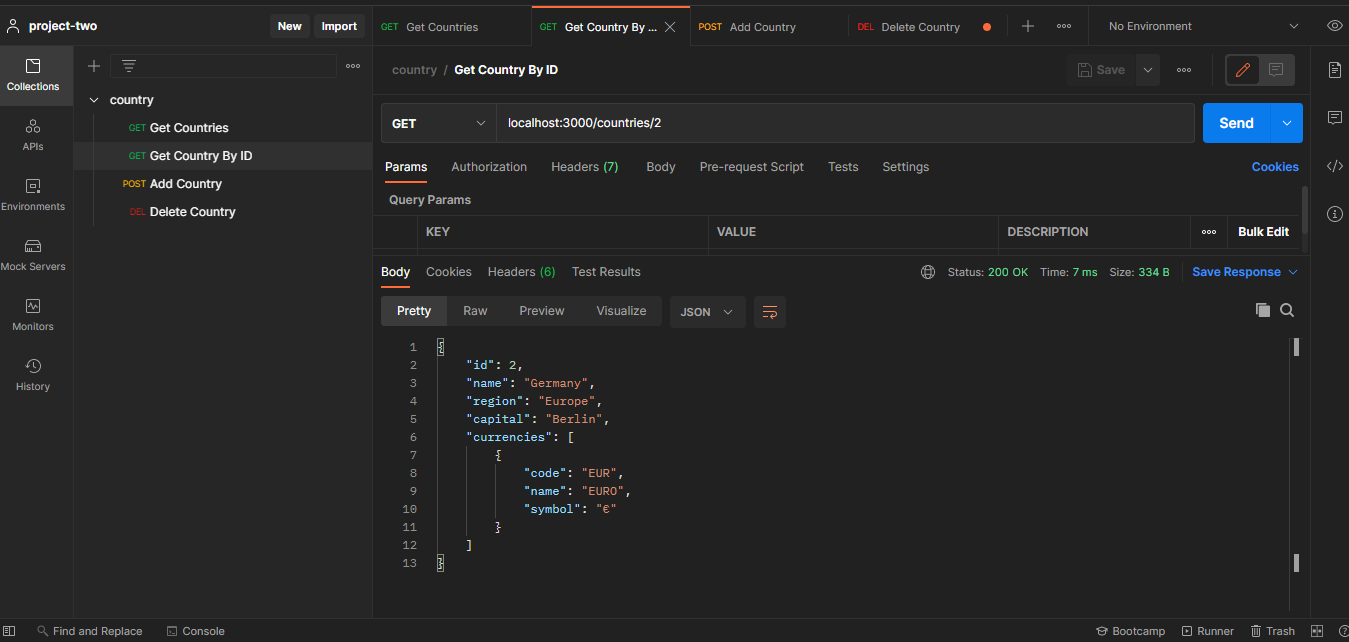 project-two
New
Import
GET Get Countries
GET Get Country By ...
POST Add Country
DEL Delete Country
No Environment
Collections
APIs
Environments
Mock Servers
Monitors
History
country
GET Get Countries
GET Get Country By ID
POST Add Country
DEL Delete Country
country / Get Country By ID
Save
GET
localhost:3000/countries/2
Send
Params Authorization Headers (7) Body Pre-request Script Tests Settings
Cookies
Query Params
KEY VALUE DESCRIPTION
Bulk Edit
Body Cookies Headers (6) Test Results
Status: 200 OK Time: 7 ms Size: 334 B
Save Response
Pretty Raw Preview Visualize
JSON
1 {
2 "id": 2,
3 "name": "Germany",
4 "region": "Europe",
5 "capital": "Berlin",
6 "currencies": [
7 {
8 "code": "EUR",
9 "name": "EURO",
10 "symbol": "€"
11 }
12 ]
13 }
Find and Replace
Console
Bootcamp
Runner
Trash